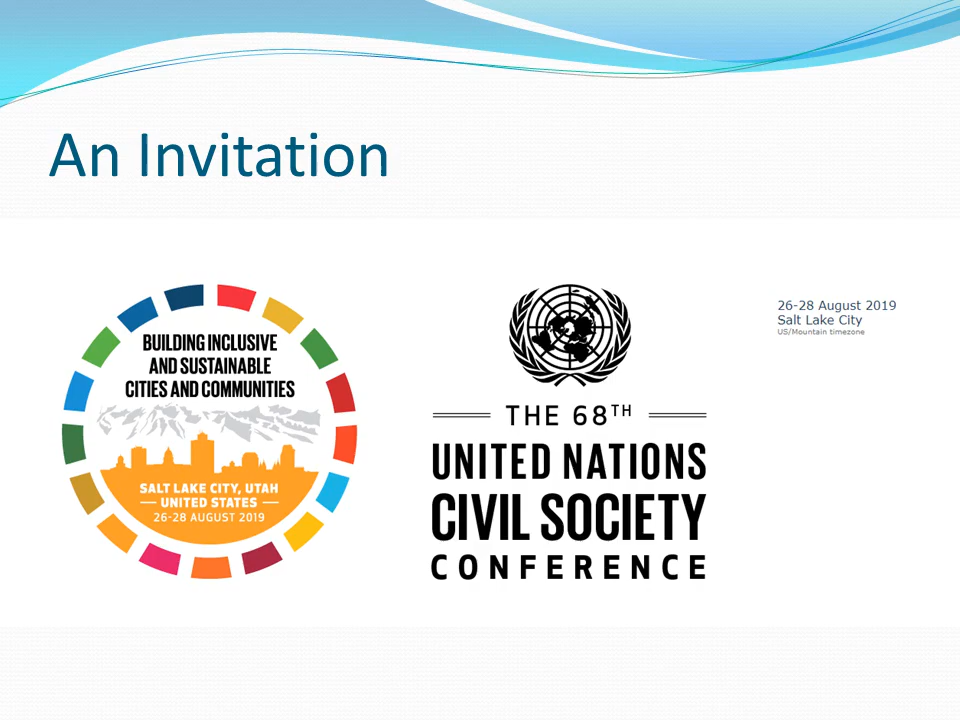 An Invitation
BUILDING INCLUSIVE
AND SUSTAINABLE
CITIES AND COMMUNITIES
SALT LAKE CITY, UTAH
UNITED STATES
26-28 AUGUST 2019
THE 68TH
UNITED NATIONS
CIVIL SOCIETY
CONFERENCE
26-28 August 2019
Salt Lake City
US/Mountain timezone